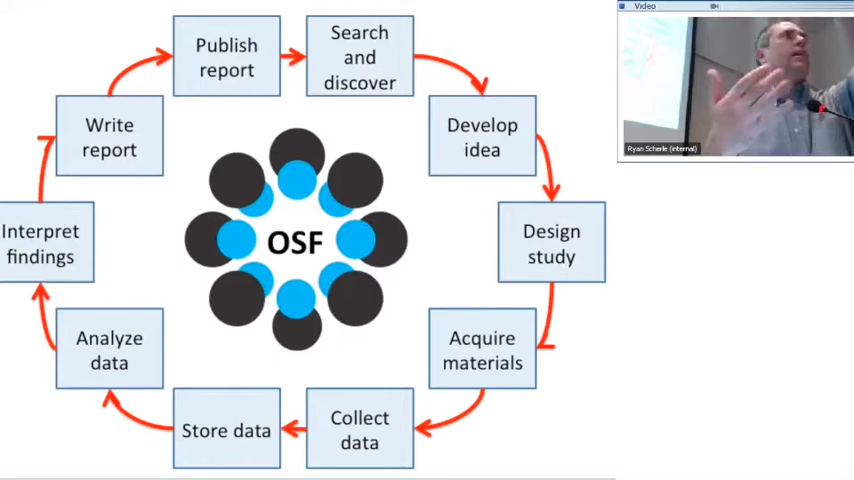 Publish
report
Search
and
discover
Develop
idea
Design
study
Acquire
materials
Collect
data
Store data
Analyze
data
Interpret
findings
Write
report
OSF
Video
Ryan Scherle (internal)